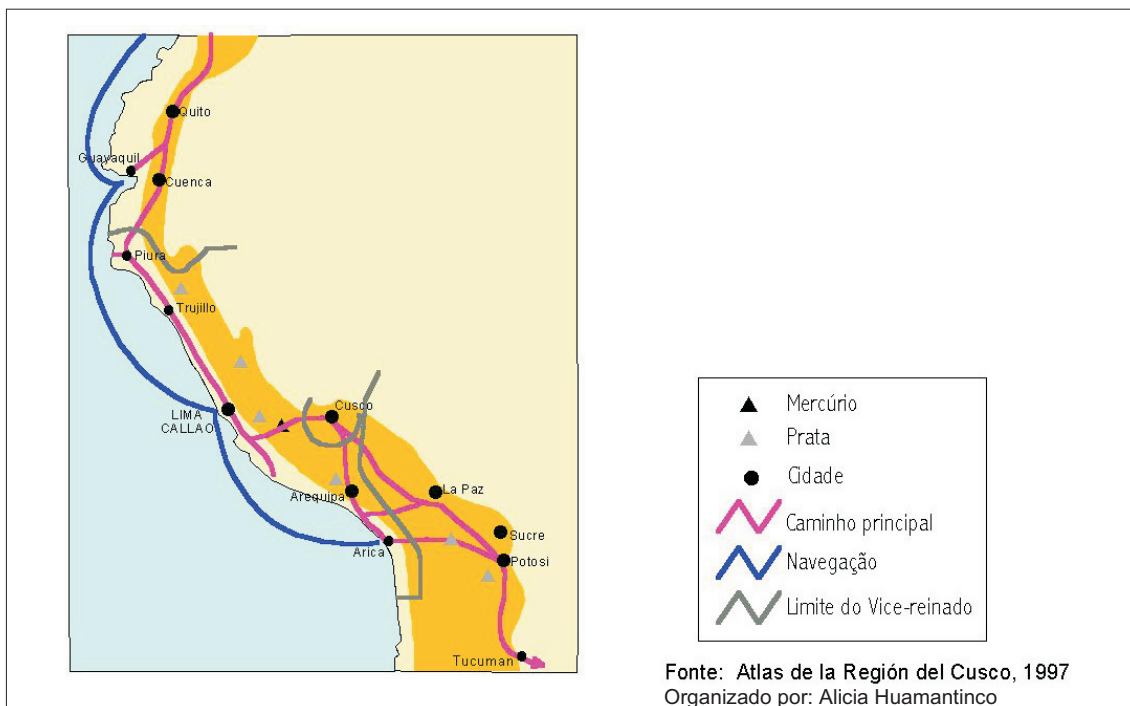 Quito
Guayaquil
Cuenca
Piura
Trujillo
LIMA
CALLAO
Cusco
Arequipa
La Paz
Sucre
Arica
Potosi
Tucuman
Mercúrio
Prata
Cidade
Caminho principal
Navegação
Limite do Vice-reinado
Fonte: Atlas de la Región del Cusco, 1997
Organizado por: Alicia Huamantinco